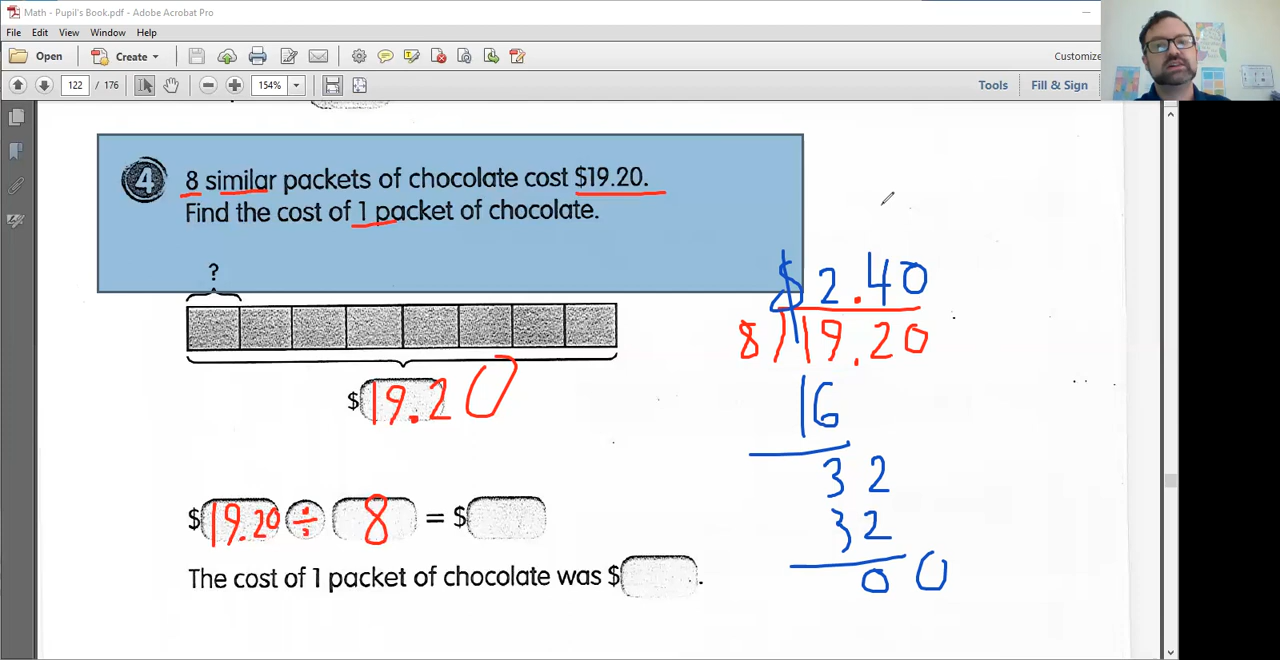 Math - Pupil's Book.pdf - Adobe Acrobat Pro
File Edit View Window Help
Open Create Customize
122 / 176 154% Tools Fill & Sign
4 8 similar packets of chocolate cost $19.20.
Find the cost of 1 packet of chocolate.
?
$19.20
$ 2.40
8 19.20
16
32
32
0 0
$19.20 ÷ 8 = $
The cost of 1 packet of chocolate was $ .